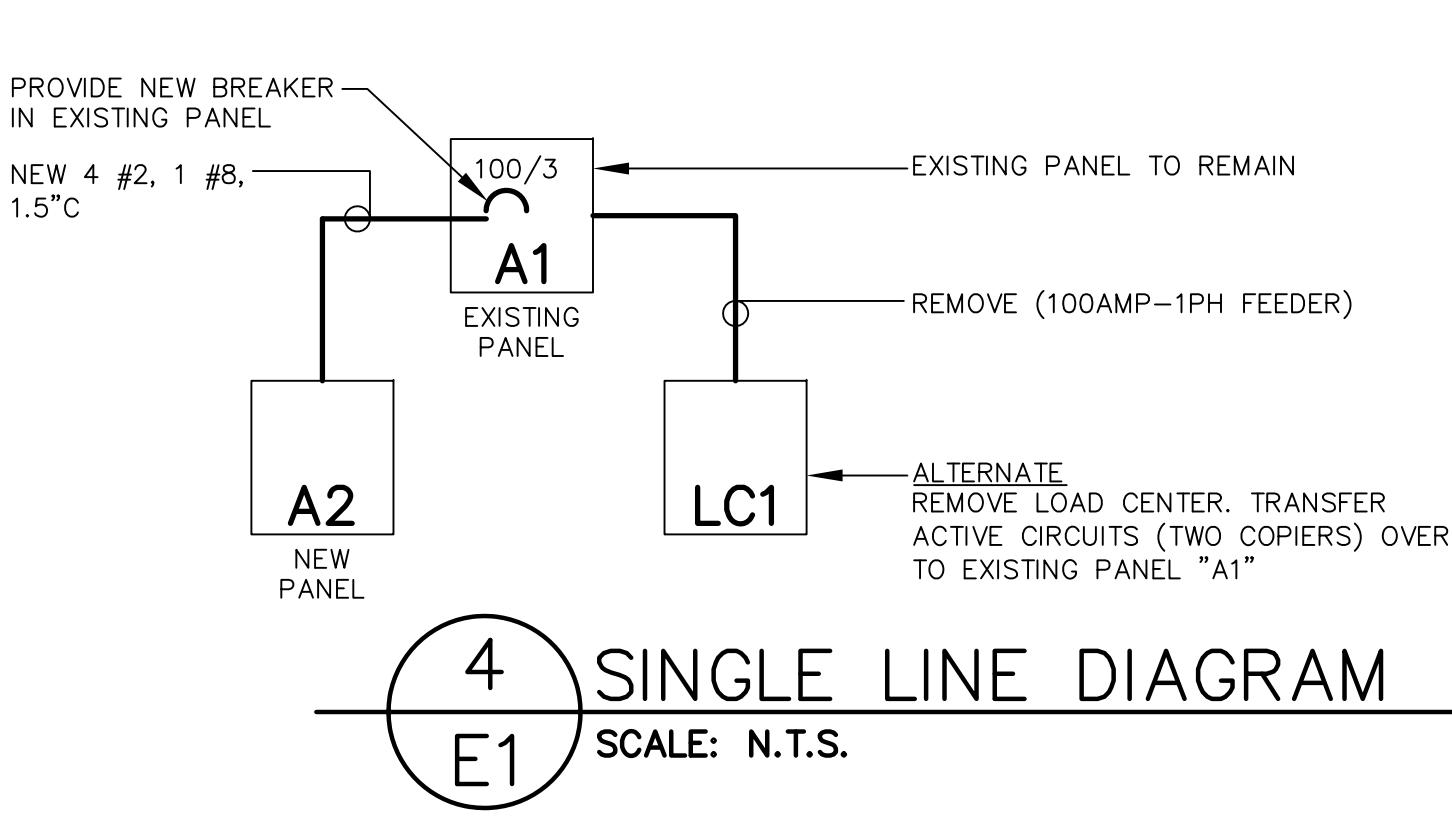 PROVIDE NEW BREAKER
IN EXISTING PANEL
NEW 4 #2, 1 #8,
1.5"C
100/3
A1
EXISTING
PANEL
EXISTING PANEL TO REMAIN
REMOVE (100AMP-1PH FEEDER)
A2
NEW
PANEL
LC1
ALTERNATE
REMOVE LOAD CENTER. TRANSFER
ACTIVE CIRCUITS (TWO COPIERS) OVER
TO EXISTING PANEL "A1"
4
E1
SINGLE LINE DIAGRAM
SCALE: N.T.S.